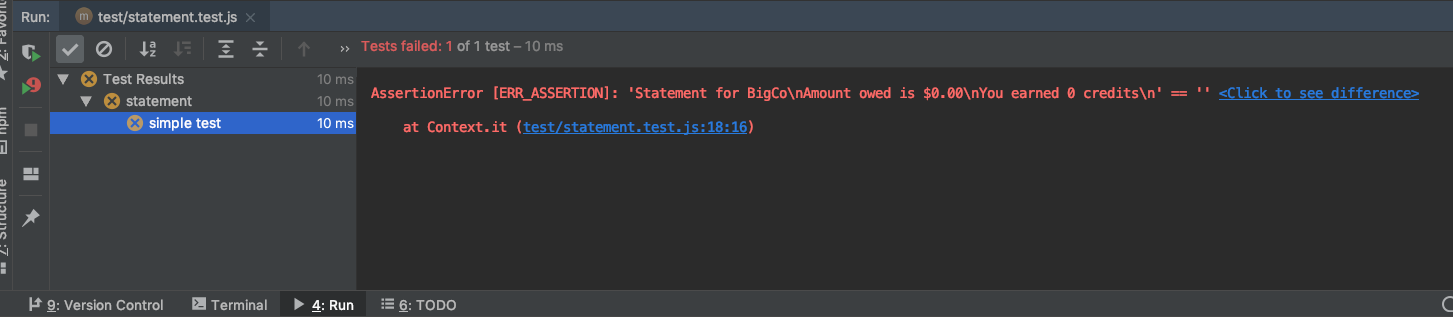 Run: m test/statement.test.js
Tests failed: 1 of 1 test – 10 ms
Test Results 10 ms
statement 10 ms
simple test 10 ms
AssertionError [ERR_ASSERTION]: 'Statement for BigCo\nAmount owed is $0.00\nYou earned 0 credits\n' == '' <Click to see difference>
at Context.it (test/statement.test.js:18:16)
npm
7: Structure
9: Version Control Terminal 4: Run 6: TODO